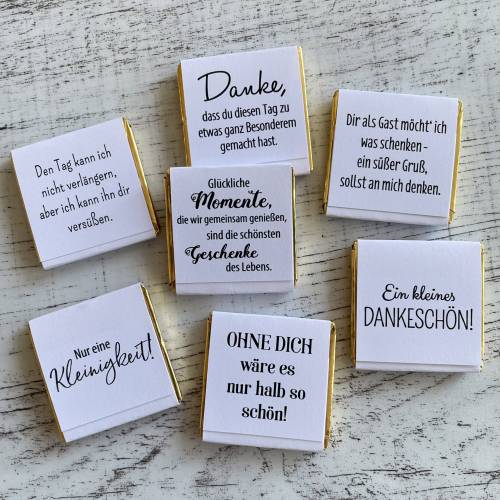 Danke,
dass du diesen Tag zu
etwas ganz Besonderem
gemacht hast.
Dir als Gast möcht' ich
was schenken -
ein süßer Gruß,
sollst an mich denken.
Den Tag kann ich
nicht verlängern,
aber ich kann ihn dir
versüßen.
Glückliche
Momente,
die wir gemeinsam genießen,
sind die schönsten
Geschenke
des Lebens.
Ein kleines
DANKESCHÖN!
Nur eine
Kleinigkeit!
OHNE DICH
wäre es
nur halb so
schön!